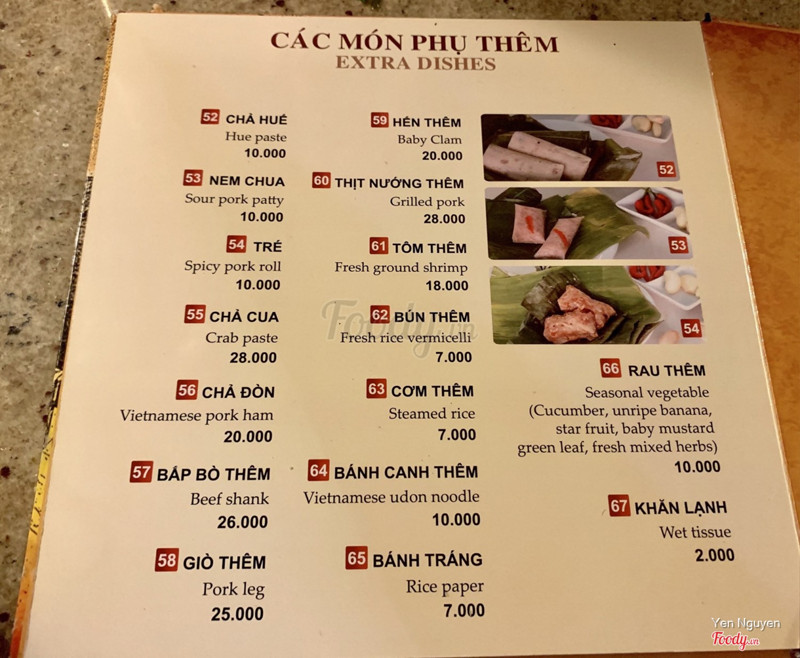 CÁC MÓN PHỤ THÊM
EXTRA DISHES
52 CHẢ HUẾ
Hue paste
10.000
53 NEM CHUA
Sour pork patty
10.000
54 TRÉ
Spicy pork roll
10.000
55 CHẢ CUA
Crab paste
28.000
56 CHẢ ĐÒN
Vietnamese pork ham
20.000
57 BẮP BÒ THÊM
Beef shank
26.000
58 GIÒ THÊM
Pork leg
25.000
59 HẾN THÊM
Baby Clam
20.000
60 THỊT NƯỚNG THÊM
Grilled pork
28.000
61 TÔM THÊM
Fresh ground shrimp
18.000
62 BÚN THÊM
Fresh rice vermicelli
7.000
63 CƠM THÊM
Steamed rice
7.000
64 BÁNH CANH THÊM
Vietnamese udon noodle
10.000
65 BÁNH TRÁNG
Rice paper
7.000
52
53
54
66 RAU THÊM
Seasonal vegetable
(Cucumber, unripe banana,
star fruit, baby mustard
green leaf, fresh mixed herbs)
10.000
67 KHĂN LẠNH
Wet tissue
2.000
Foody.vn
Yen Nguyen
Foody.vn